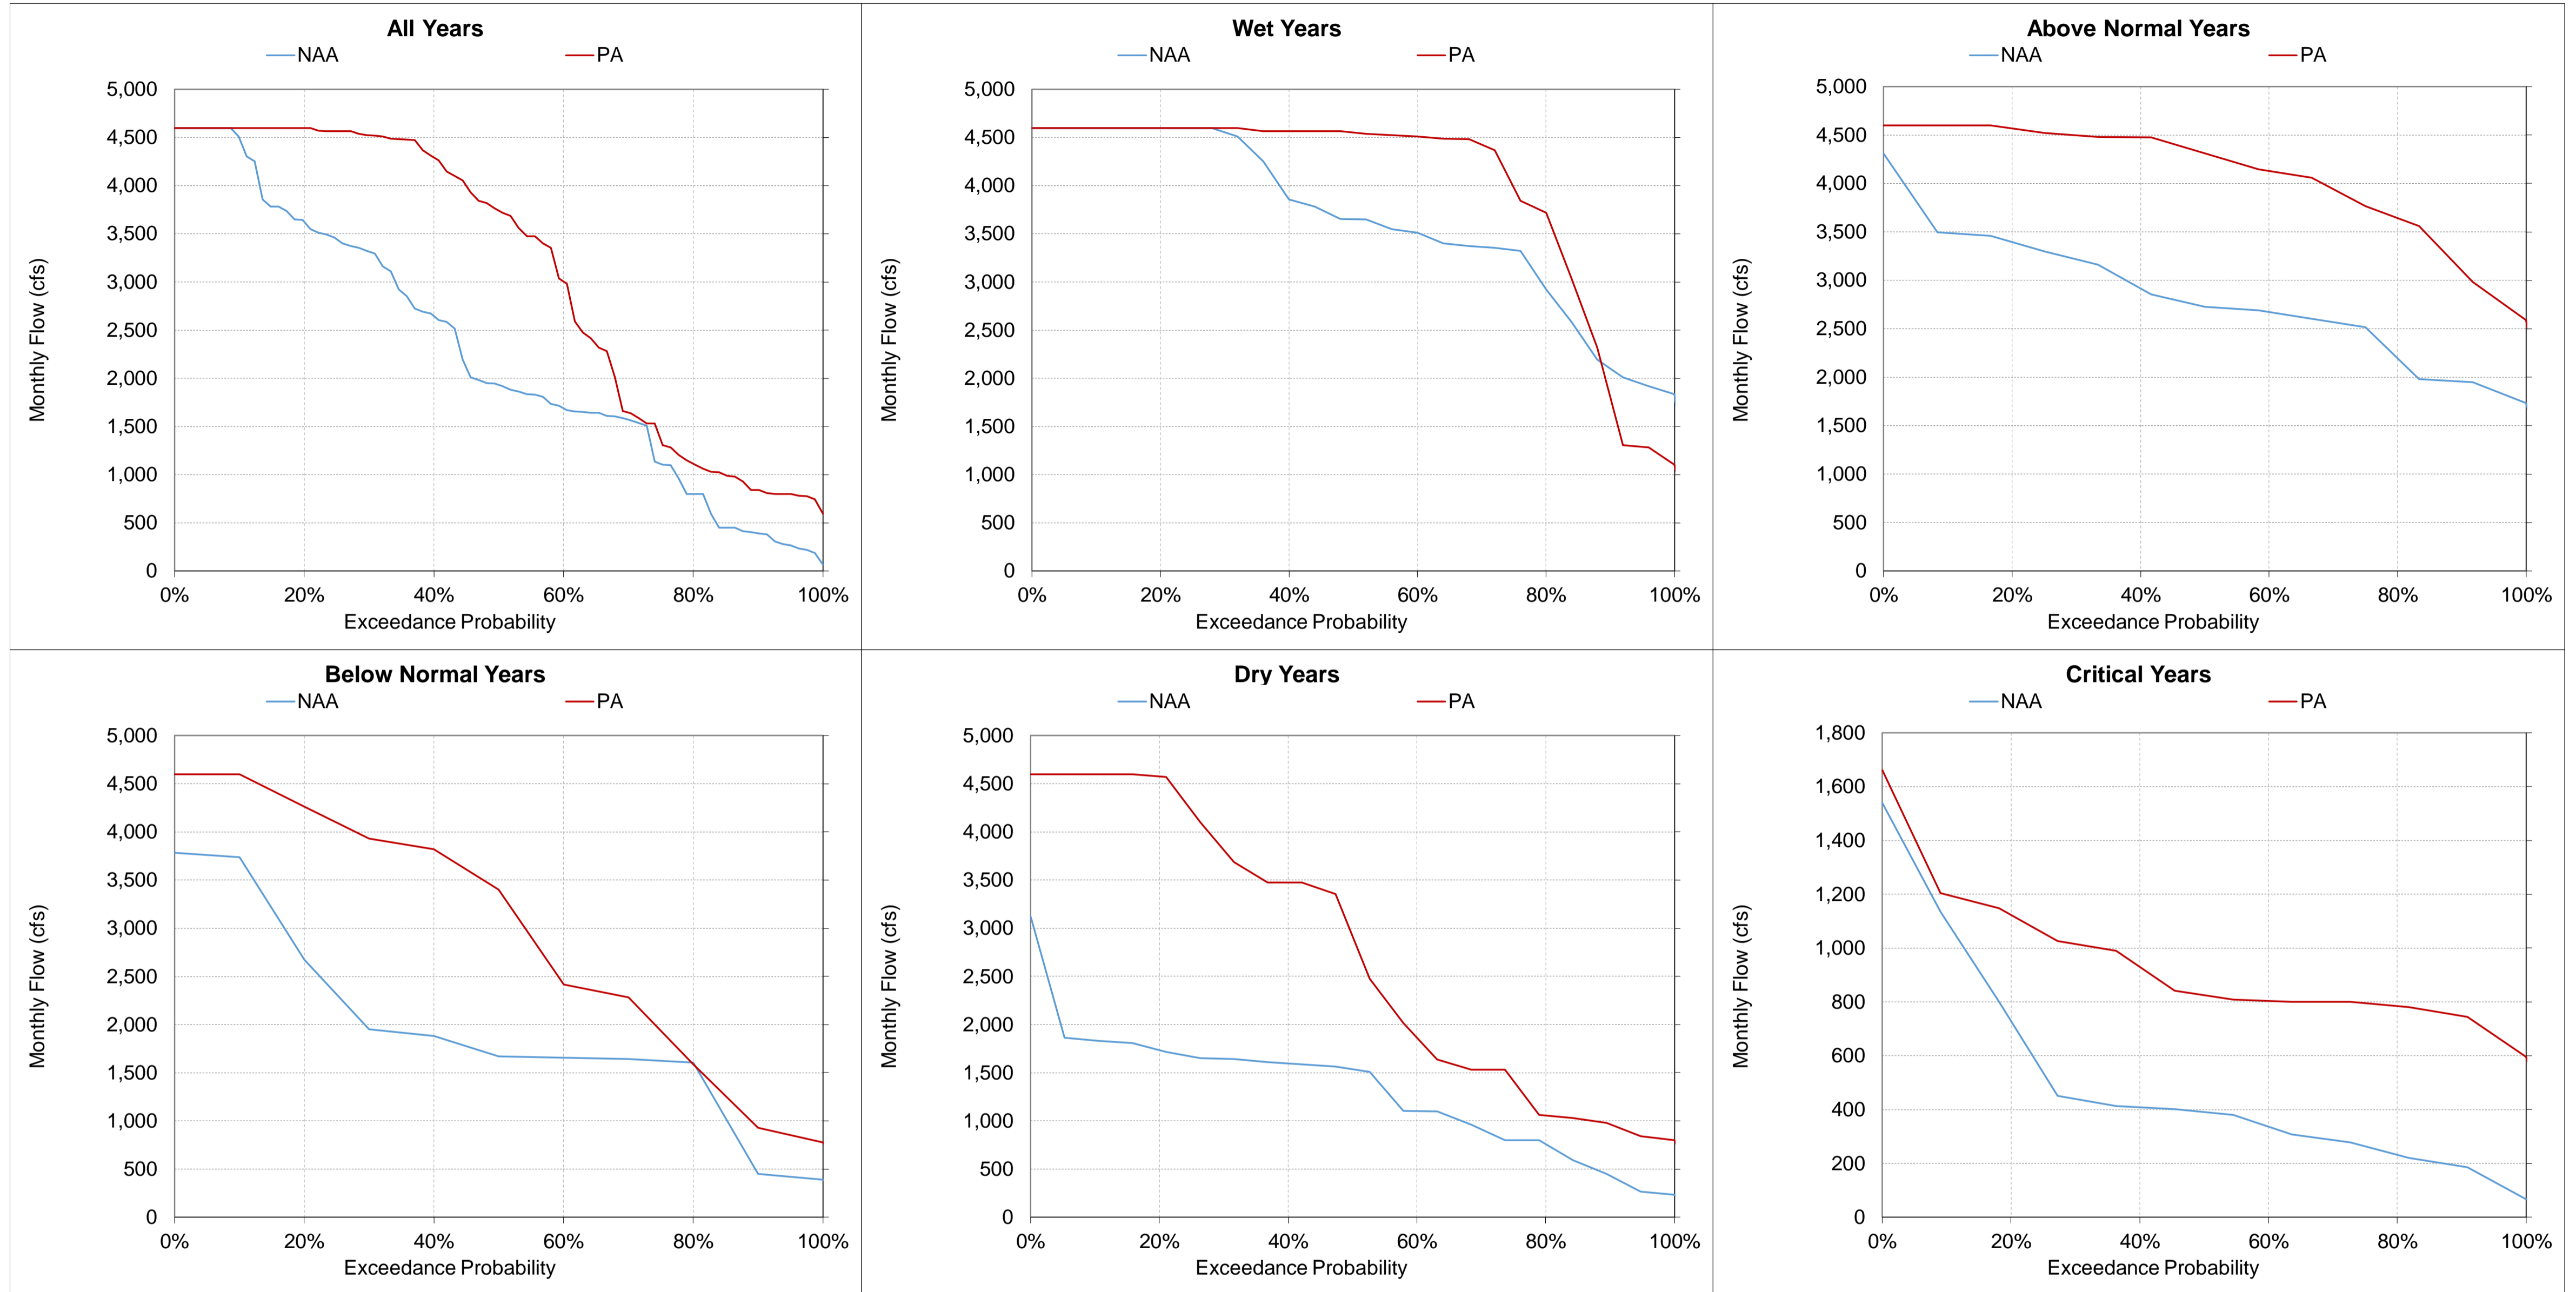 All Years
NAA PA
5,000
4,500
4,000
3,500
3,000
2,500
2,000
1,500
1,000
500
0
Monthly Flow (cfs)
0% 20% 40% 60% 80% 100%
Exceedance Probability
Wet Years
NAA PA
5,000
4,500
4,000
3,500
3,000
2,500
2,000
1,500
1,000
500
0
Monthly Flow (cfs)
0% 20% 40% 60% 80% 100%
Exceedance Probability
Above Normal Years
NAA PA
5,000
4,500
4,000
3,500
3,000
2,500
2,000
1,500
1,000
500
0
Monthly Flow (cfs)
0% 20% 40% 60% 80% 100%
Exceedance Probability
Below Normal Years
NAA PA
5,000
4,500
4,000
3,500
3,000
2,500
2,000
1,500
1,000
500
0
Monthly Flow (cfs)
0% 20% 40% 60% 80% 100%
Exceedance Probability
Dry Years
NAA PA
5,000
4,500
4,000
3,500
3,000
2,500
2,000
1,500
1,000
500
0
Monthly Flow (cfs)
0% 20% 40% 60% 80% 100%
Exceedance Probability
Critical Years
NAA PA
1,800
1,600
1,400
1,200
1,000
800
600
400
200
0
Monthly Flow (cfs)
0% 20% 40% 60% 80% 100%
Exceedance Probability